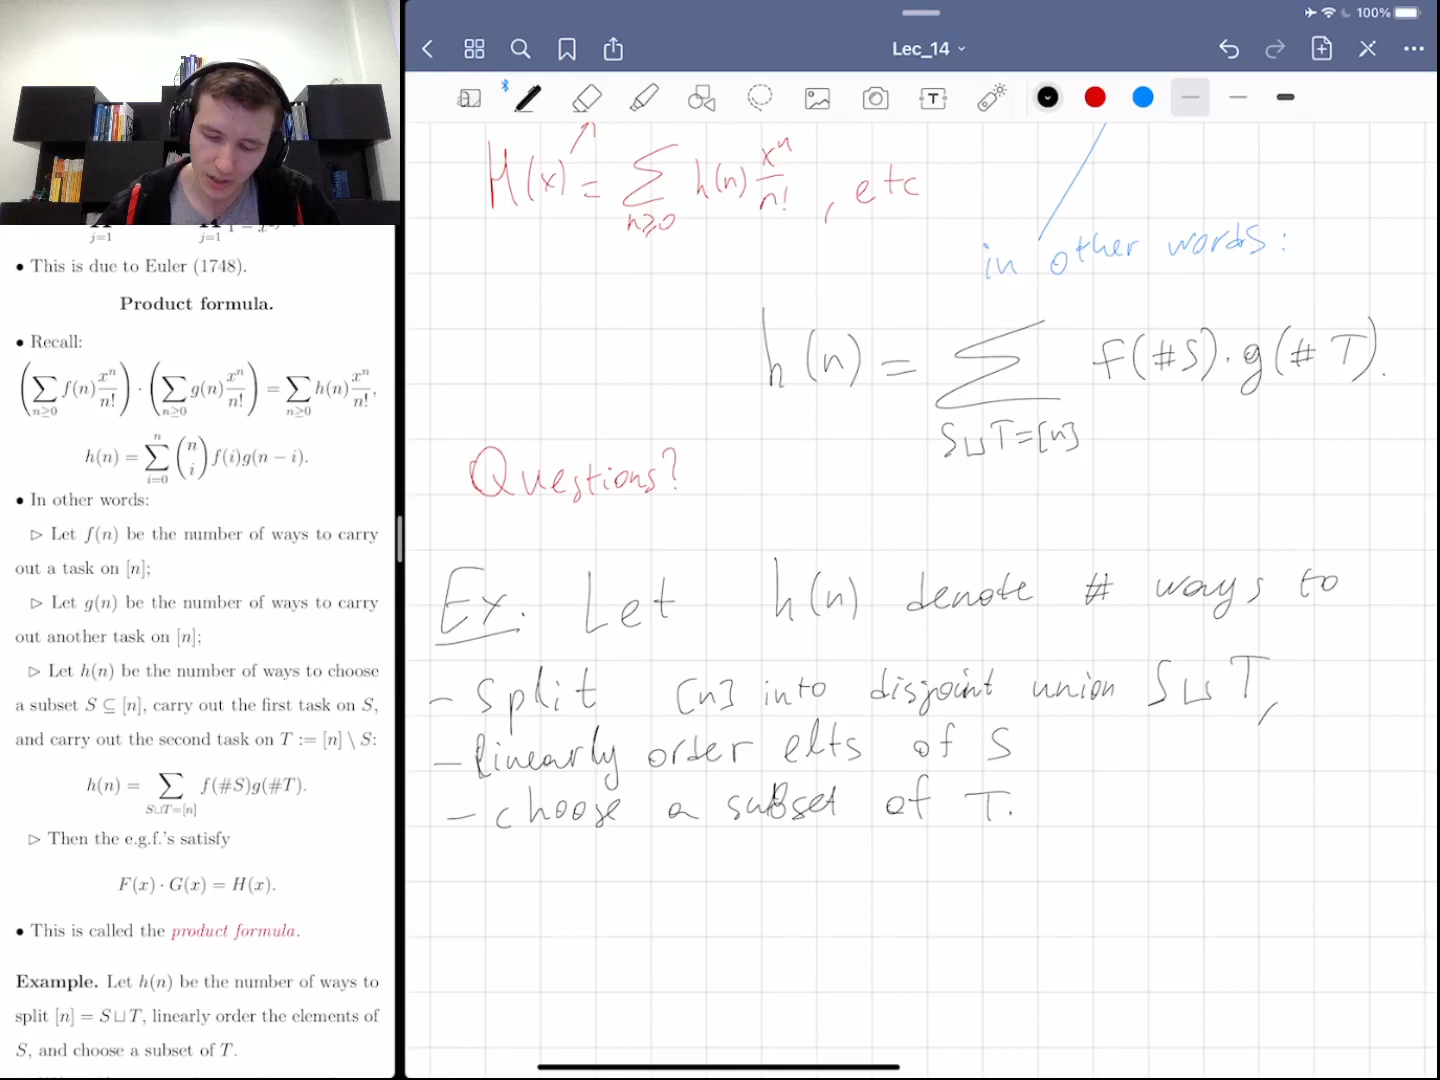 100%
Lec_14
H(x) = ∑_{n≥0} h(n) x^n/n! , etc
in other words:
h(n) = ∑_{S⊔T=[n]} f(#S)·g(#T).
Questions?
Ex. Let h(n) denote # ways to
- split [n] into disjoint union S⊔T,
- linearly order elts of S
- choose a subset of T.
j=1 j=1
• This is due to Euler (1748).
Product formula.
• Recall:
(∑_{n≥0} f(n) x^n/n!) · (∑_{n≥0} g(n) x^n/n!) = ∑_{n≥0} h(n) x^n/n!,
h(n) = ∑_{i=0}^{n} (n i) f(i)g(n − i).
• In other words:
▷ Let f(n) be the number of ways to carry
out a task on [n];
▷ Let g(n) be the number of ways to carry
out another task on [n];
▷ Let h(n) be the number of ways to choose
a subset S ⊆ [n], carry out the first task on S,
and carry out the second task on T := [n] \ S:
h(n) = ∑_{S⊔T=[n]} f(#S)g(#T).
▷ Then the e.g.f.'s satisfy
F(x) · G(x) = H(x).
• This is called the product formula.
Example. Let h(n) be the number of ways to
split [n] = S ⊔ T, linearly order the elements of
S, and choose a subset of T.